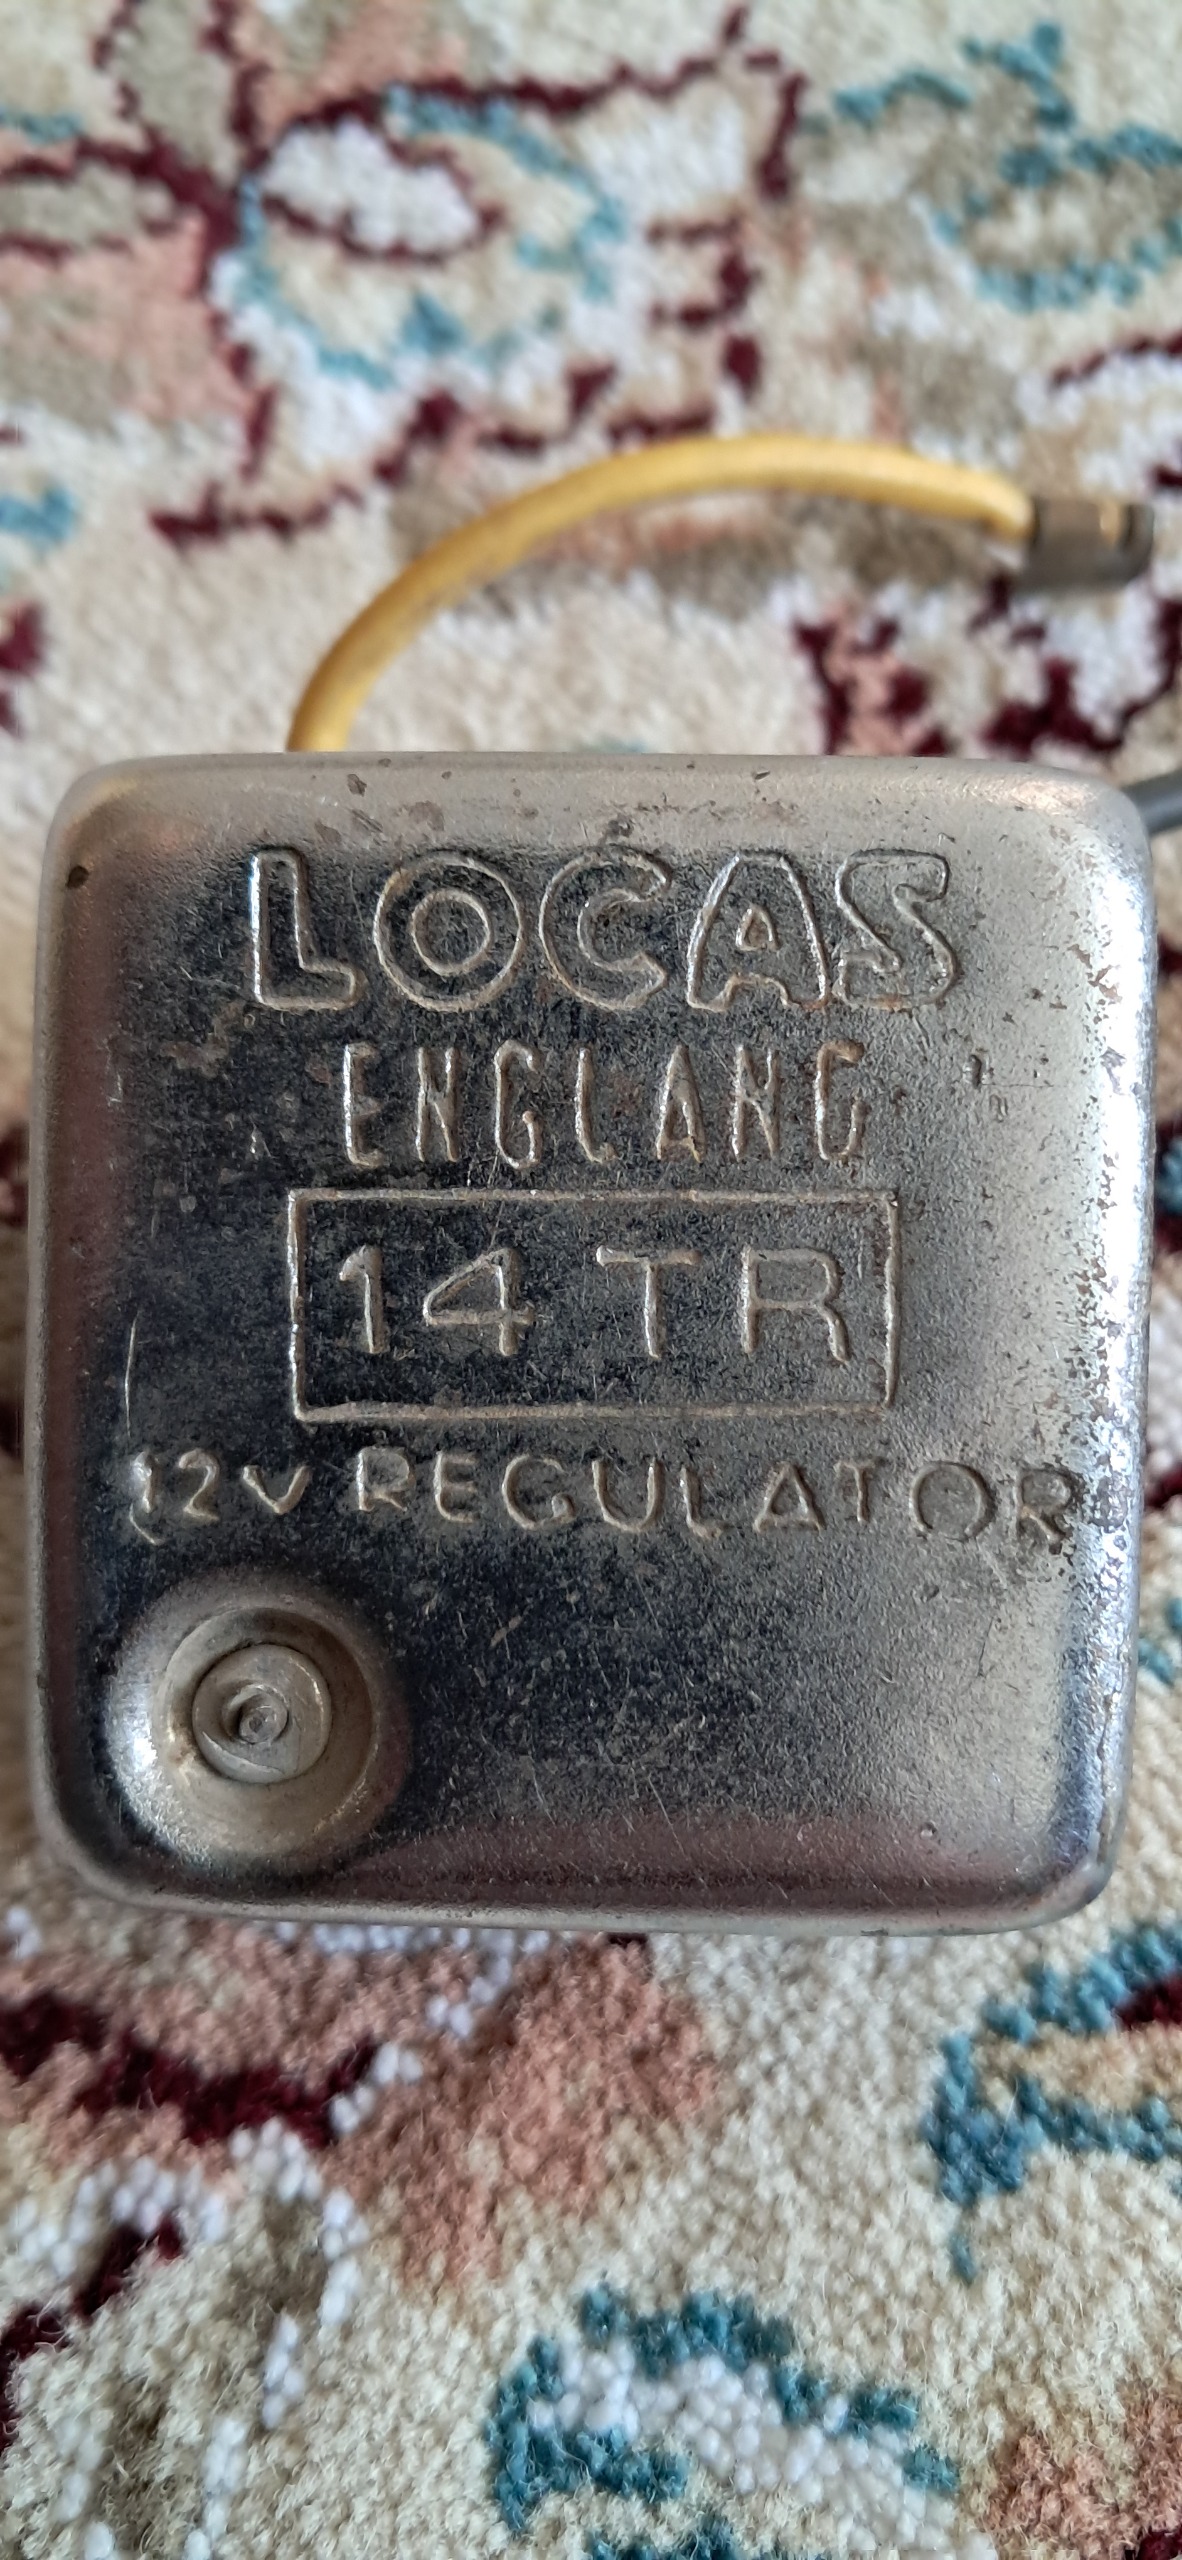 LOCAS
ENGLANG
14 TR
12V REGULATOR